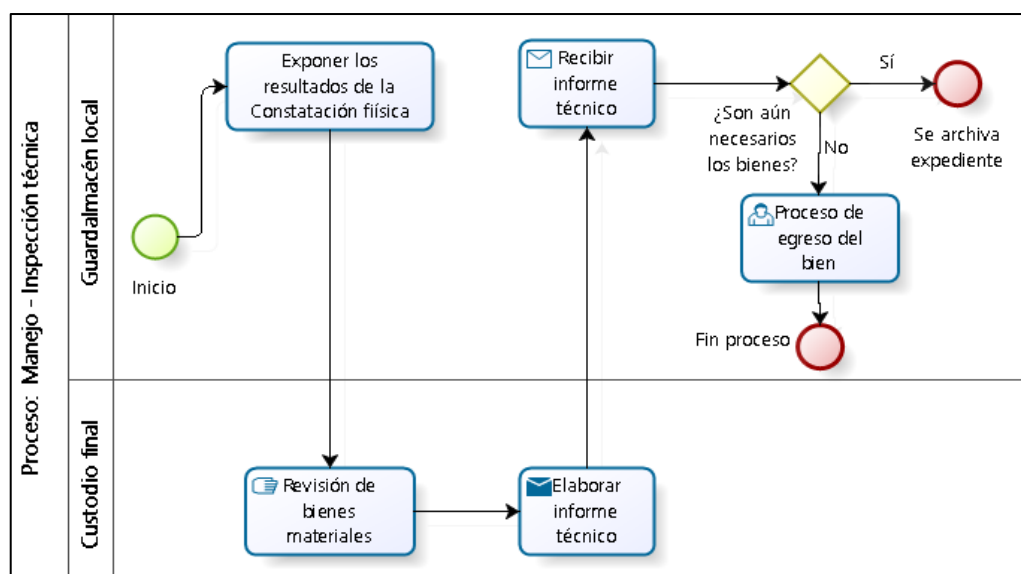 Proceso: Manejo - Inspección técnica
Guardalmacén local
Inicio
Exponer los
resultados de la
Constatación fiísica
Recibir
informe
técnico
¿Son aún
necesarios
los bienes?
Sí
Se archiva
expediente
No
Proceso de
egreso del
bien
Fin proceso
Custodio final
Revisión de
bienes
materiales
Elaborar
informe
técnico